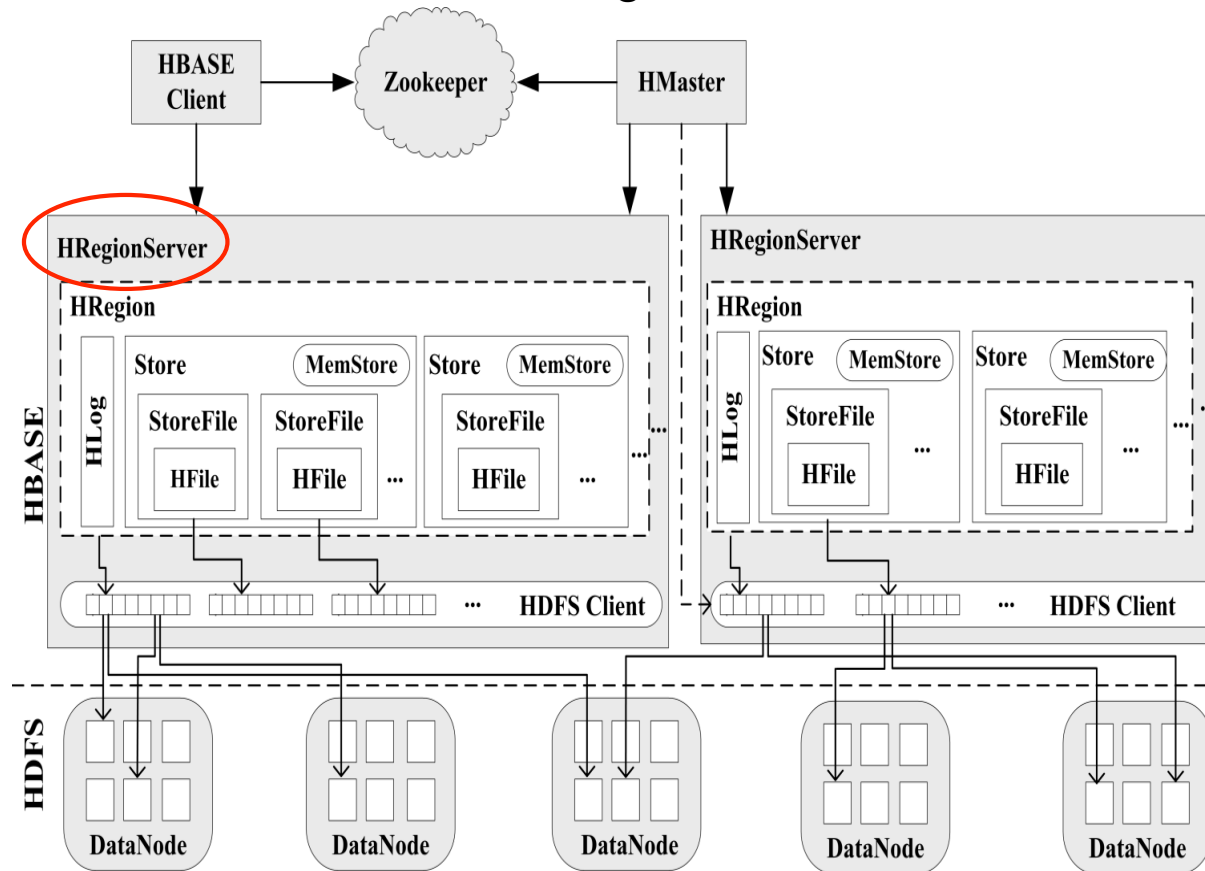 HBASE
Client
Zookeeper
HMaster
HRegionServer
HRegion
HLog
Store
MemStore
StoreFile
HFile
StoreFile
HFile
...
Store
MemStore
StoreFile
HFile
...
...
...
HDFS Client
...
HRegionServer
HRegion
HLog
Store
MemStore
StoreFile
HFile
...
Store
MemStore
StoreFile
HFile
...
...
...
HDFS Client
HBASE
HDFS
DataNode
DataNode
DataNode
DataNode
DataNode